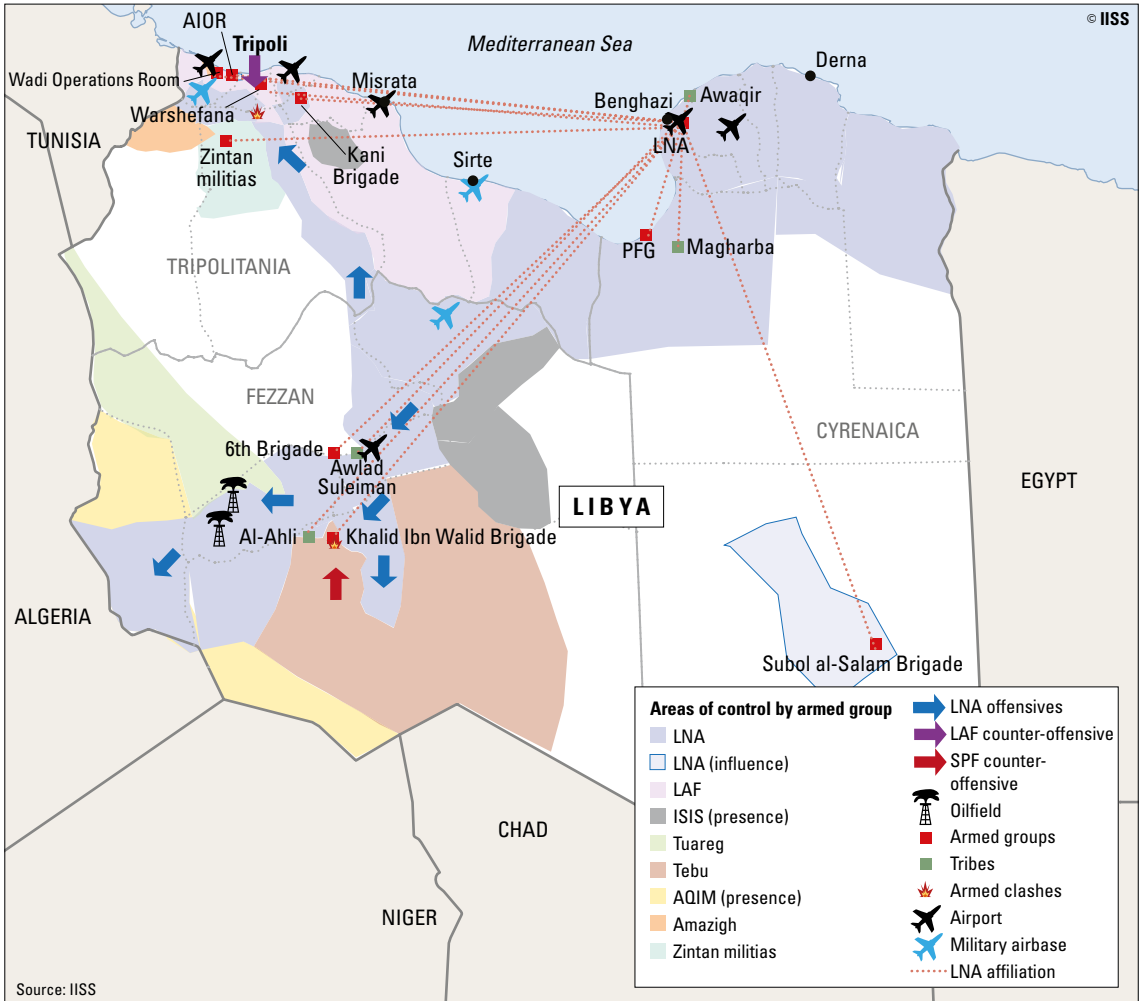 © IISS
AIOR
Tripoli
Mediterranean Sea
Wadi Operations Room
Misrata
Derna
Warshefana
Benghazi
Awaqir
TUNISIA
LNA
Zintan
militias
Kani
Brigade
Sirte
PFG
Magharba
TRIPOLITANIA
FEZZAN
CYRENAICA
6th Brigade
Awlad
Suleiman
EGYPT
LIBYA
Al-Ahli
Khalid Ibn Walid Brigade
ALGERIA
Subol al-Salam Brigade
CHAD
NIGER
Areas of control by armed group
LNA
LNA (influence)
LAF
ISIS (presence)
Tuareg
Tebu
AQIM (presence)
Amazigh
Zintan militias
LNA offensives
LAF counter-offensive
SPF counter-
offensive
Oilfield
Armed groups
Tribes
Armed clashes
Airport
Military airbase
LNA affiliation
Source: IISS